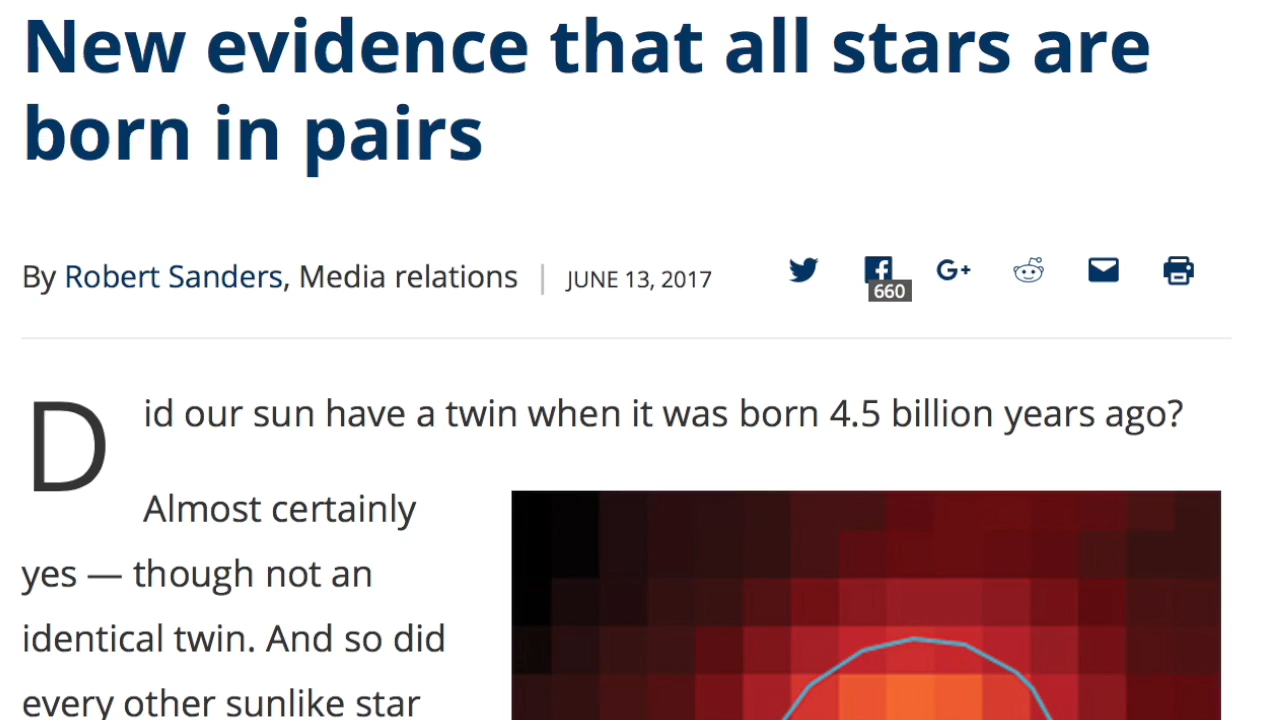 New evidence that all stars are
born in pairs
By Robert Sanders, Media relations | JUNE 13, 2017
G+
660
Did our sun have a twin when it was born 4.5 billion years ago?
Almost certainly
yes — though not an
identical twin. And so did
every other sunlike star